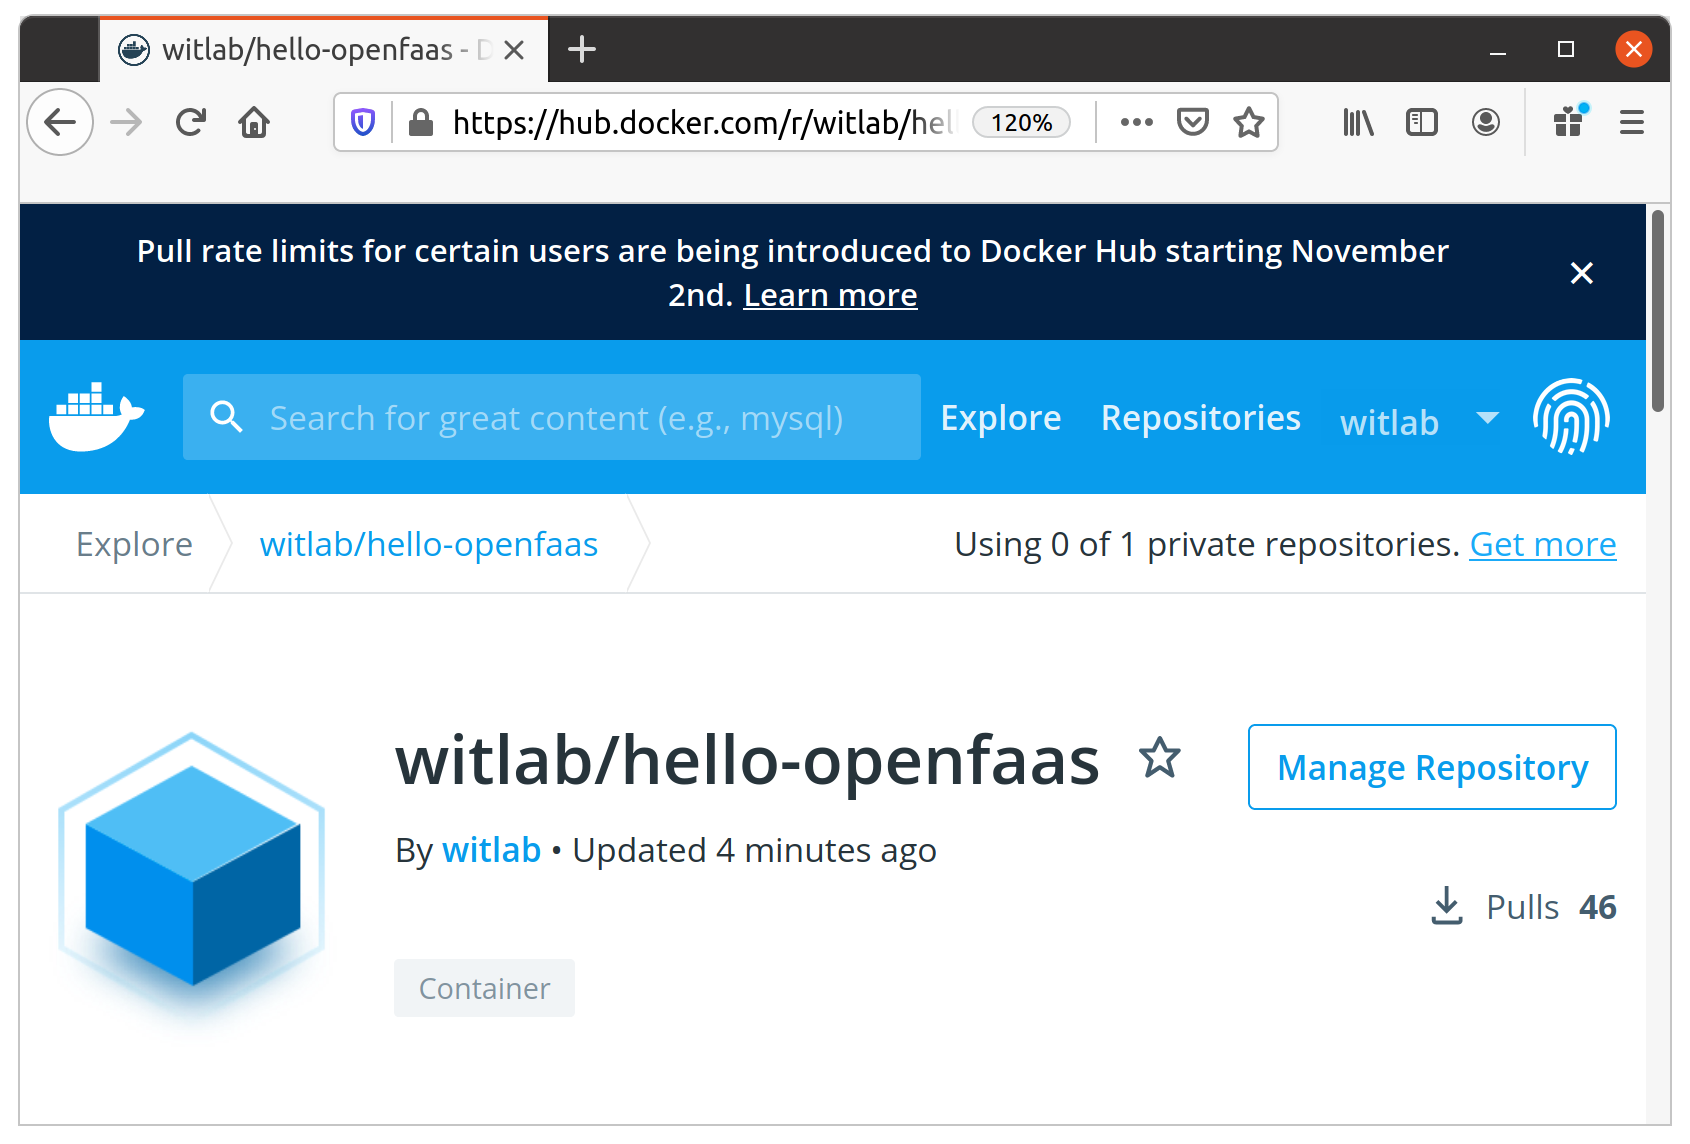 witlab/hello-openfaas - D
https://hub.docker.com/r/witlab/hel
120%
Pull rate limits for certain users are being introduced to Docker Hub starting November
2nd. Learn more
Search for great content (e.g., mysql)
Explore
Repositories
witlab
Explore
witlab/hello-openfaas
Using 0 of 1 private repositories. Get more
witlab/hello-openfaas
Manage Repository
By witlab • Updated 4 minutes ago
Pulls 46
Container